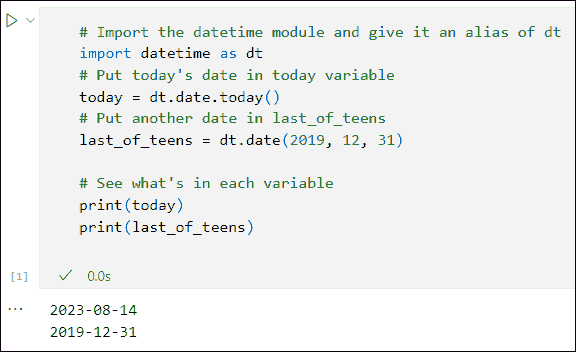 # Import the datetime module and give it an alias of dt
import datetime as dt
# Put today's date in today variable
today = dt.date.today()
# Put another date in last_of_teens
last_of_teens = dt.date(2019, 12, 31)
# See what's in each variable
print(today)
print(last_of_teens)
[1] 0.0s
2023-08-14
2019-12-31